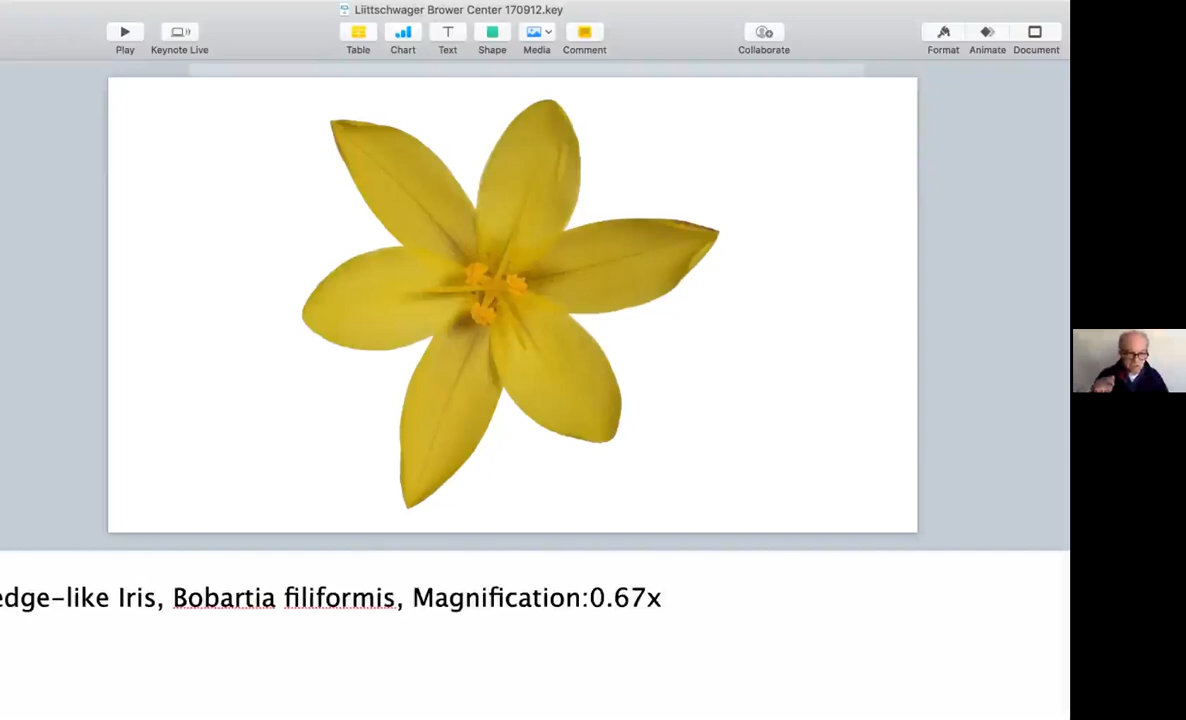 Liittschwager Brower Center 170912.key
Play
Keynote Live
Table
Chart
Text
Shape
Media
Comment
Collaborate
Format
Animate
Document
edge-like Iris, Bobartia filiformis, Magnification:0.67x